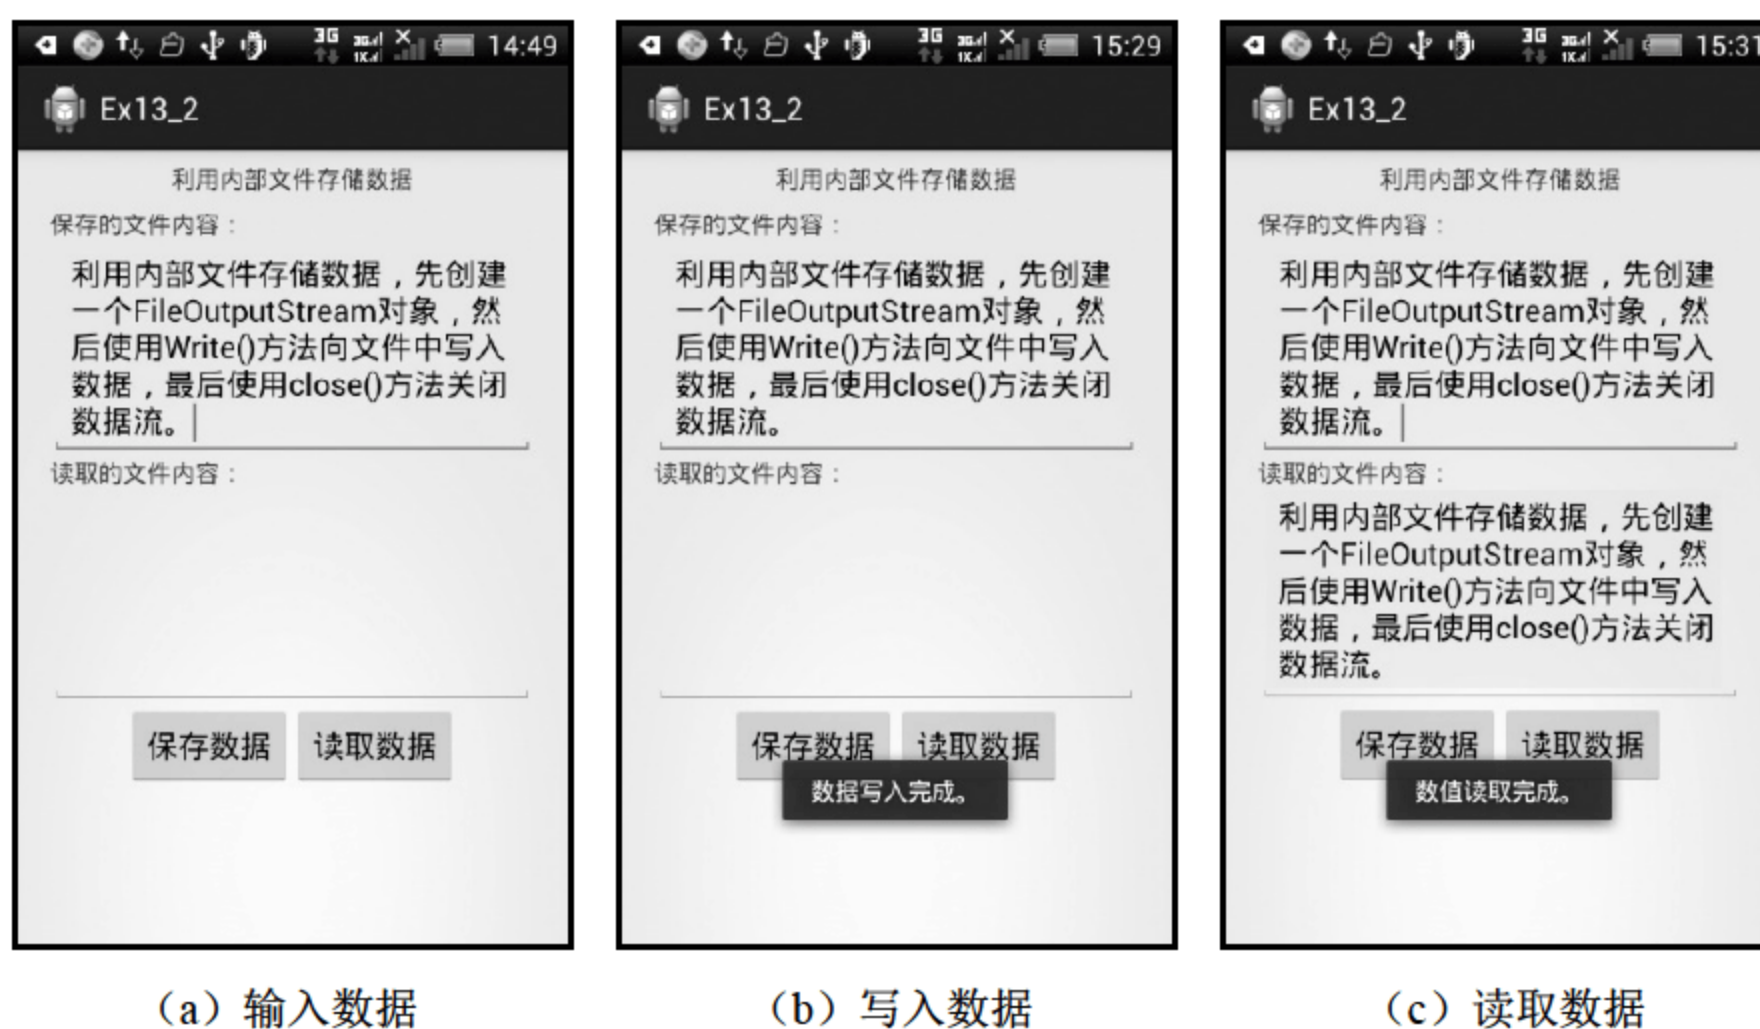 3G 3G 1X 14:49
Ex13_2
利用内部文件存储数据
保存的文件内容：
利用内部文件存储数据，先创建
一个FileOutputStream对象，然
后使用Write()方法向文件中写入
数据，最后使用close()方法关闭
数据流。
读取的文件内容：
保存数据 读取数据
（a）输入数据
3G 3G 1X 15:29
Ex13_2
利用内部文件存储数据
保存的文件内容：
利用内部文件存储数据，先创建
一个FileOutputStream对象，然
后使用Write()方法向文件中写入
数据，最后使用close()方法关闭
数据流。
读取的文件内容：
保存数据 读取数据
数据写入完成。
（b）写入数据
3G 3G 1X 15:31
Ex13_2
利用内部文件存储数据
保存的文件内容：
利用内部文件存储数据，先创建
一个FileOutputStream对象，然
后使用Write()方法向文件中写入
数据，最后使用close()方法关闭
数据流。
读取的文件内容：
利用内部文件存储数据，先创建
一个FileOutputStream对象，然
后使用Write()方法向文件中写入
数据，最后使用close()方法关闭
数据流。
保存数据 读取数据
数值读取完成。
（c）读取数据